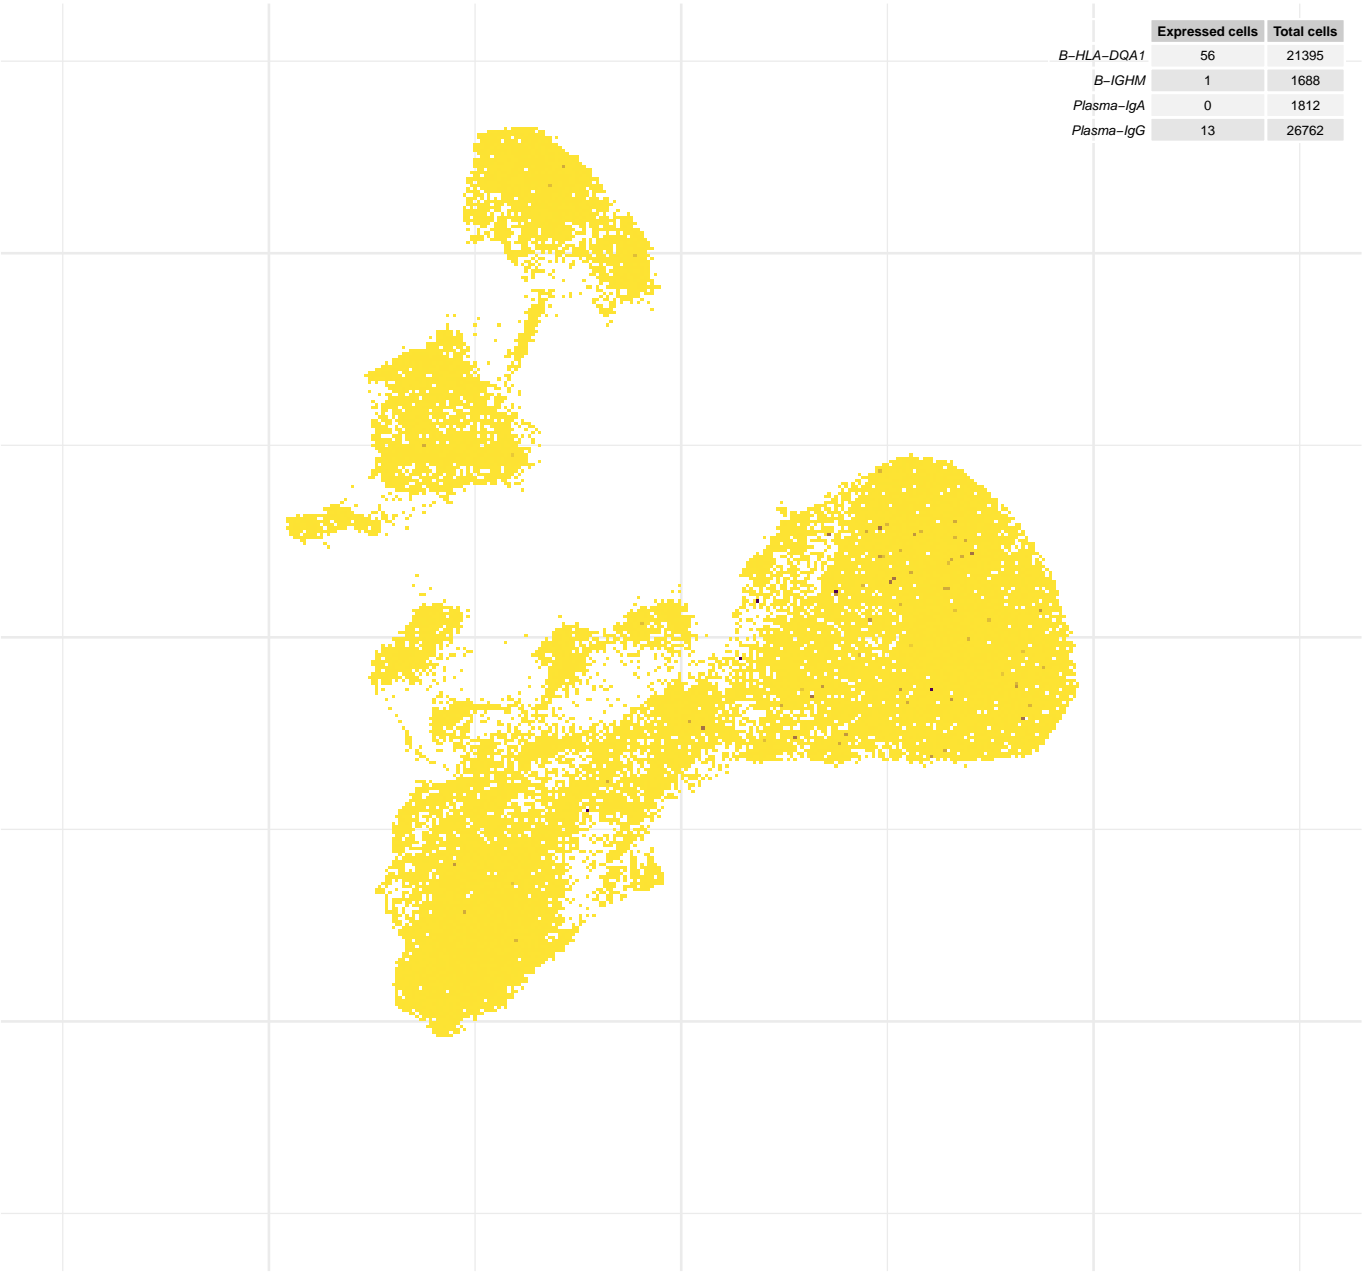 Expressed cells Total cells
B−HLA−DQA1 56 21395
B−IGHM 1 1688
Plasma−IgA 0 1812
Plasma−IgG 13 26762